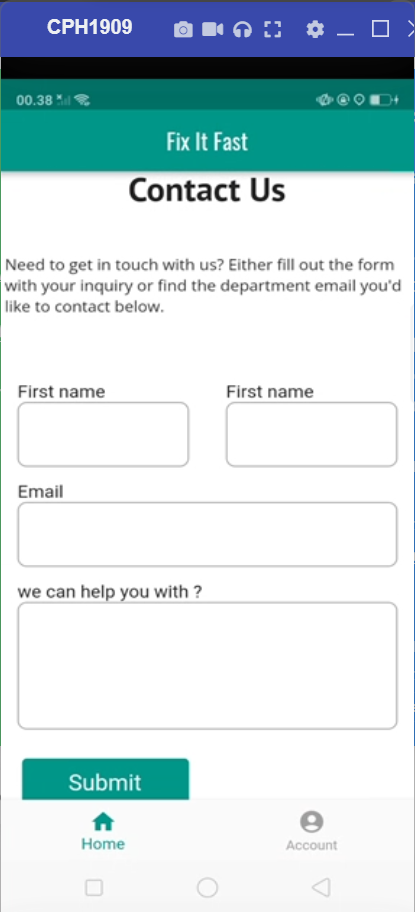 CPH1909
00.38
Fix It Fast
Contact Us
Need to get in touch with us? Either fill out the form
with your inquiry or find the department email you'd
like to contact below.
First name First name
Email
we can help you with ?
Submit
Home Account